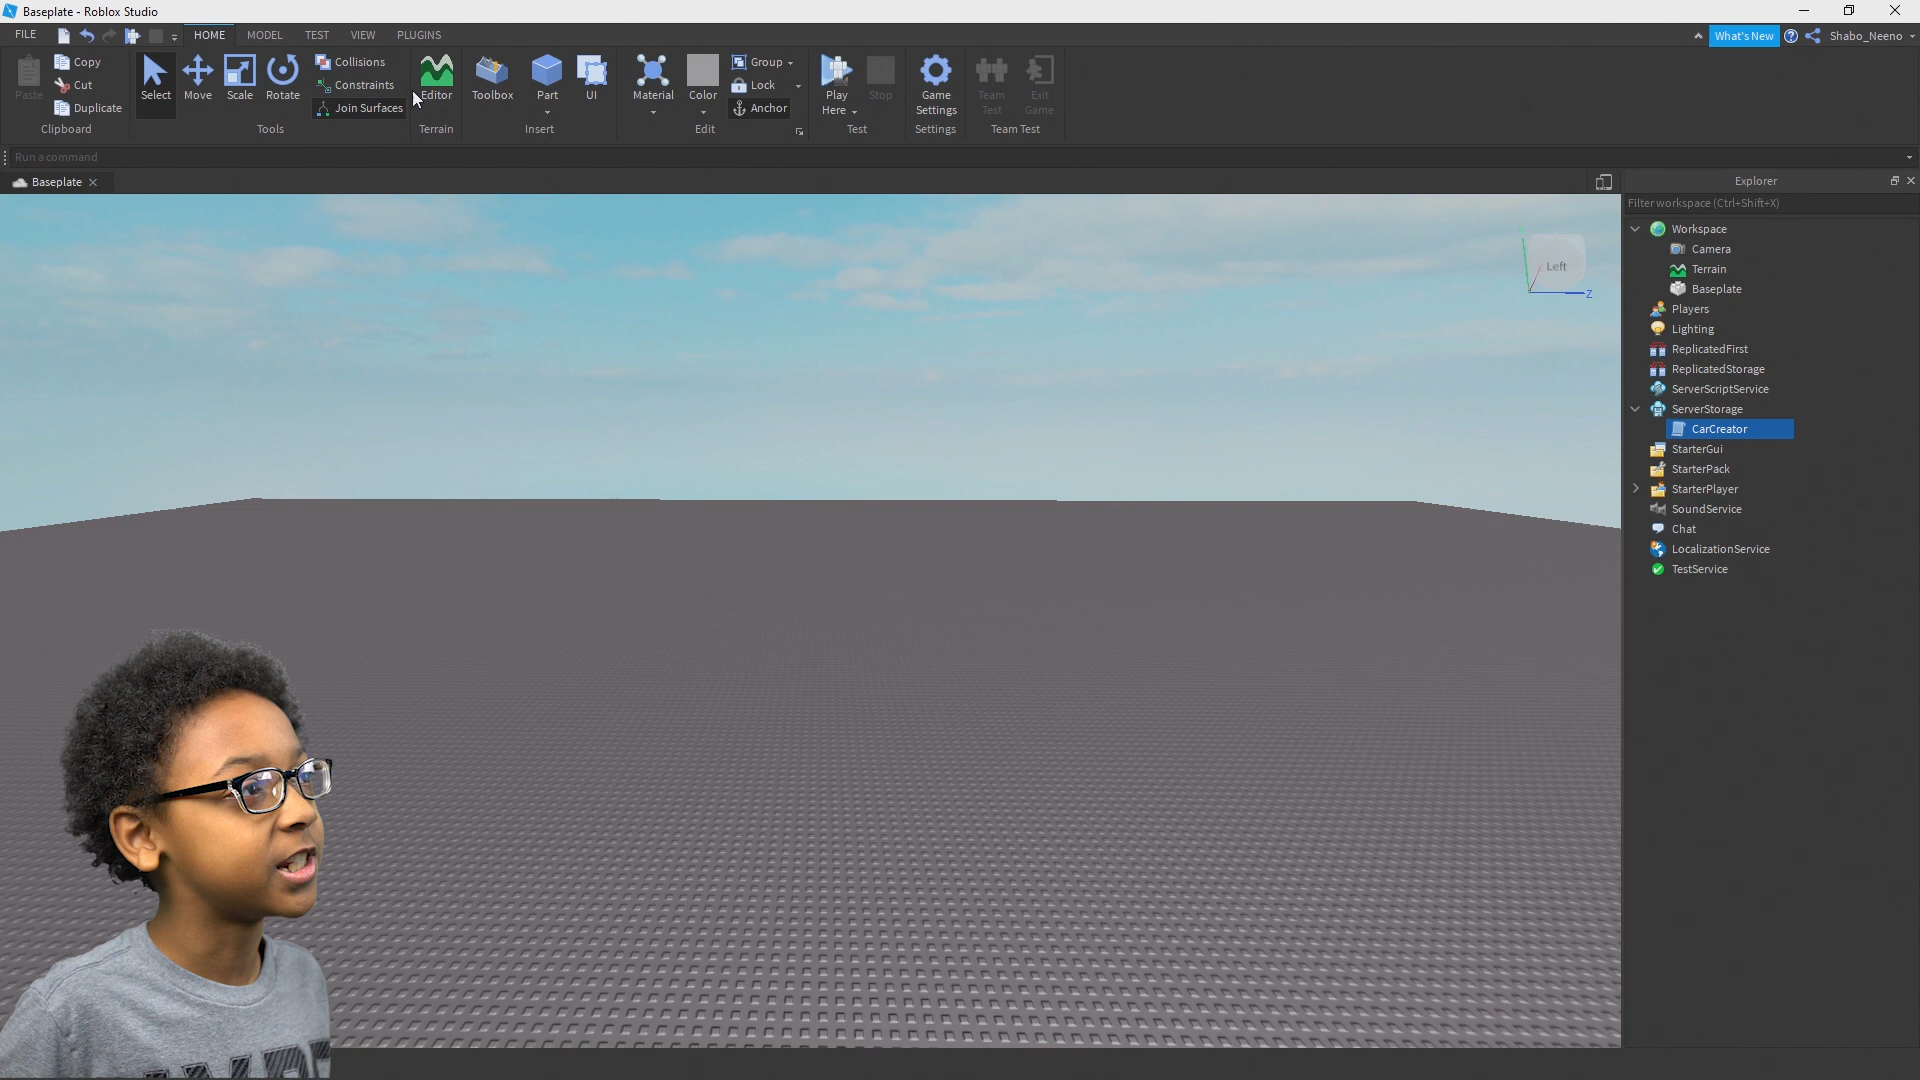 Baseplate - Roblox Studio
FILE HOME MODEL TEST VIEW PLUGINS What's New Shabo_Neeno
Paste Copy Cut Duplicate Clipboard
Select Move Scale Rotate Collisions Constraints Join Surfaces Tools
Editor Terrain
Toolbox Part UI Insert
Material Color Group Lock Anchor Edit
Play Here Stop Test
Game Settings Settings
Team Test Exit Game Team Test
Run a command
Baseplate
Left
Z
Explorer
Filter workspace (Ctrl+Shift+X)
Workspace
Camera
Terrain
Baseplate
Players
Lighting
ReplicatedFirst
ReplicatedStorage
ServerScriptService
ServerStorage
CarCreator
StarterGui
StarterPack
StarterPlayer
SoundService
Chat
LocalizationService
TestService